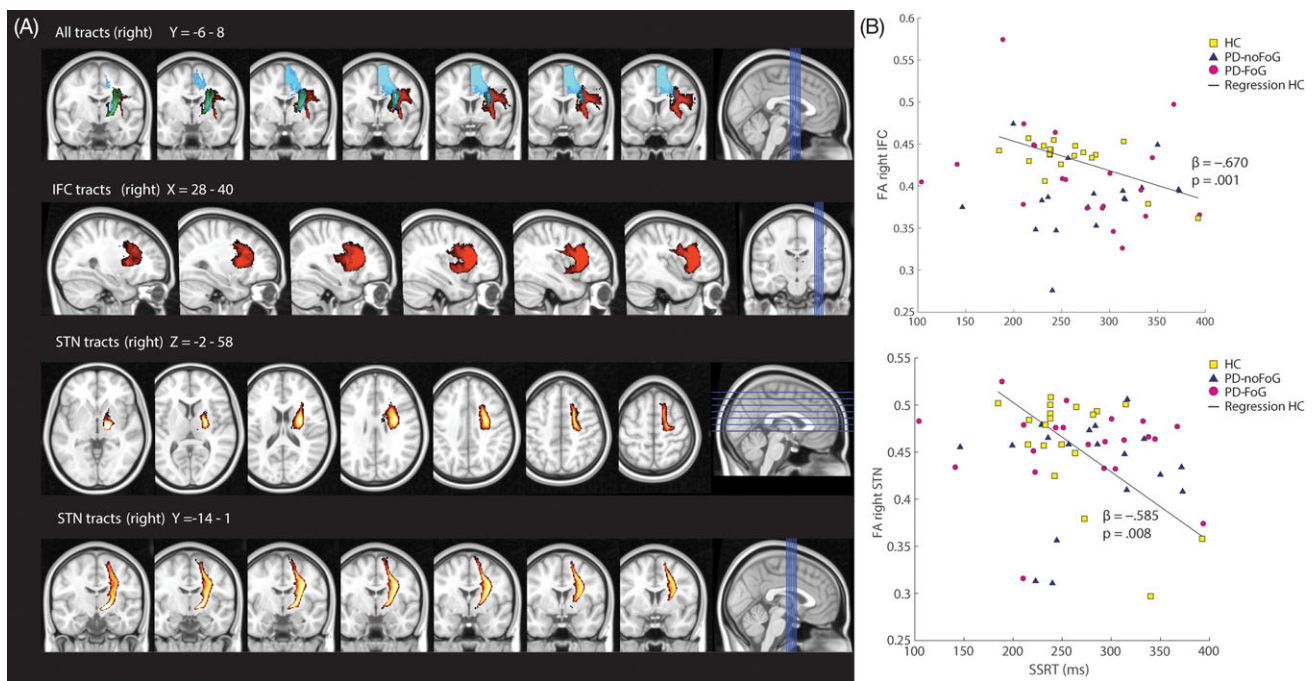 (A)
All tracts (right) Y = -6 - 8
IFC tracts (right) X = 28 - 40
STN tracts (right) Z = -2 - 58
STN tracts (right) Y =-14 - 1
(B)
0.6
0.55
0.5
0.45
0.4
0.35
0.3
0.25
FA right IFC
100 150 200 250 300 350 400
HC
PD-noFoG
PD-FoG
Regression HC
β = –.670
p = .001
0.55
0.5
0.45
0.4
0.35
0.3
0.25
FA right STN
100 150 200 250 300 350 400
SSRT (ms)
HC
PD-noFoG
PD-FoG
Regression HC
β = –.585
p = .008